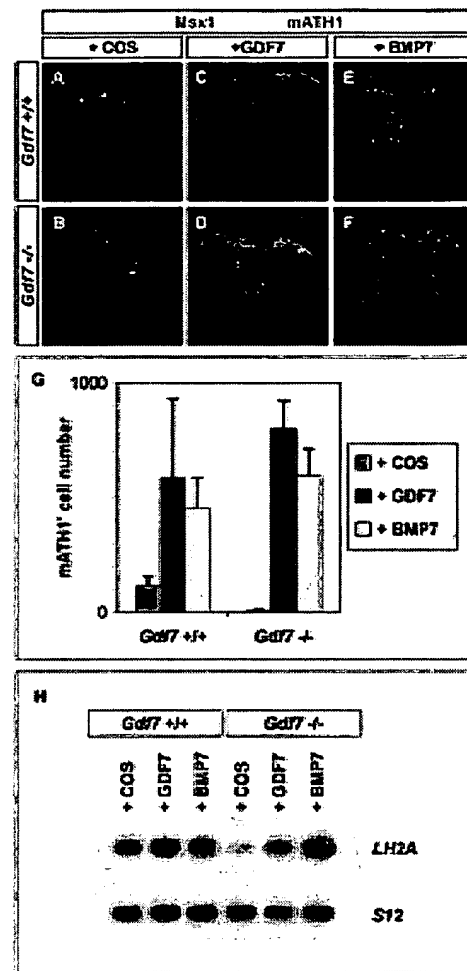 Msx1 mATH1
+ COS +GDF7 + BMP7
Gdf7 +/+
A C E
Gdf7 -/-
B D F
G
1000
mATH1+ cell number
0
Gdf7 +/+ Gdf7 -/-
+ COS
+ GDF7
+ BMP7
H
Gdf7 +/+ Gdf7 -/-
+ COS + GDF7 + BMP7 + COS + GDF7 + BMP7
LH2A
S12